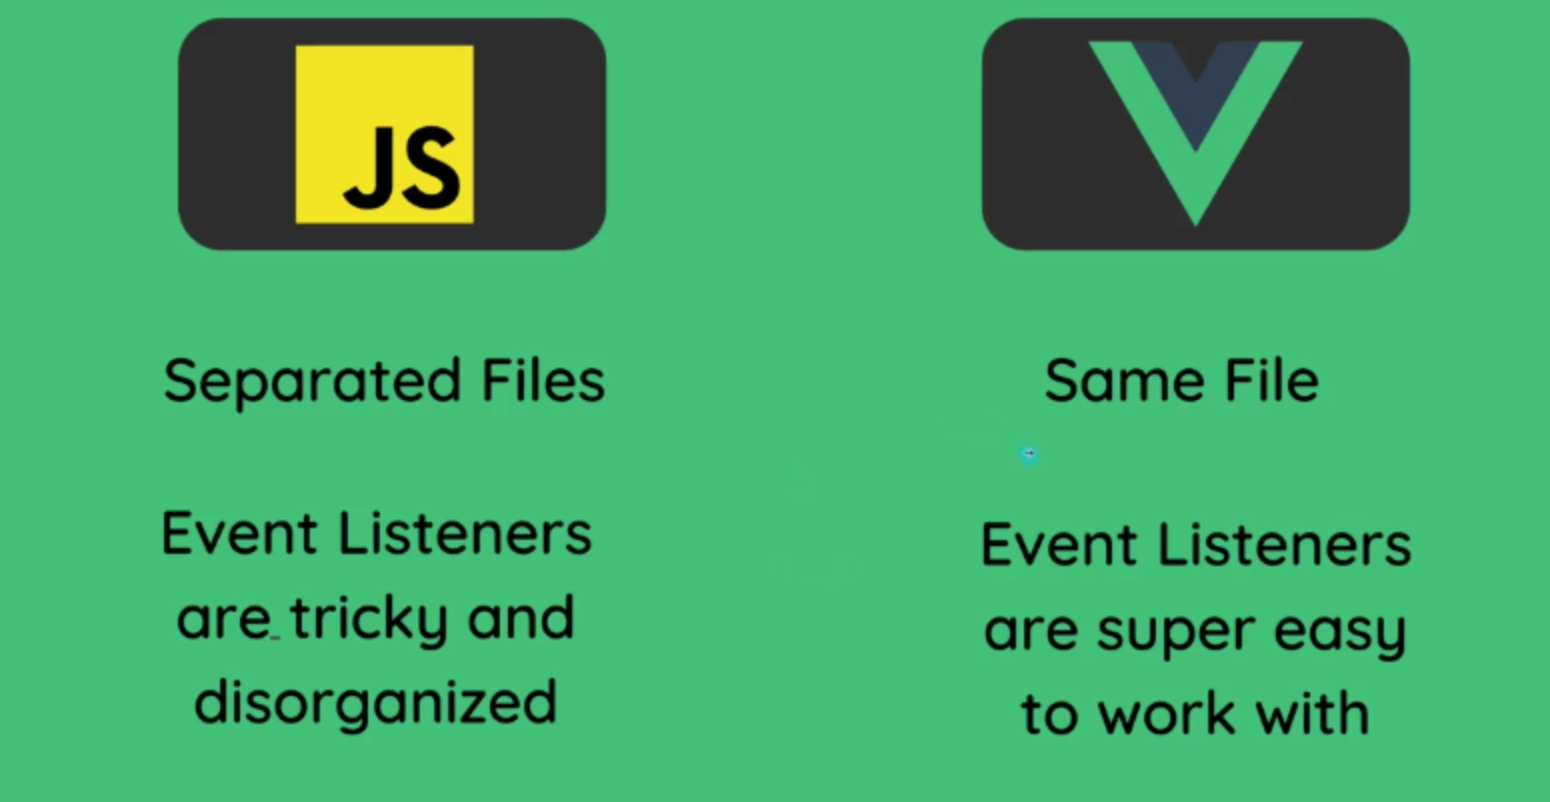 JS
Separated Files
Same File
Event Listeners
are tricky and
disorganized
Event Listeners
are super easy
to work with